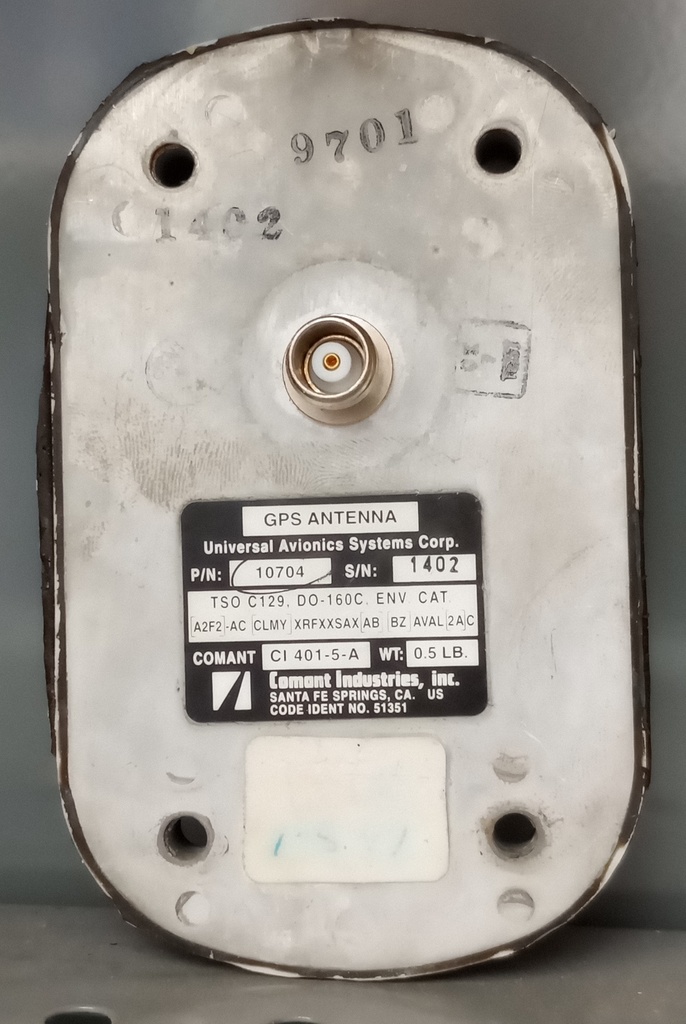 9701
1402
GPS ANTENNA
Universal Avionics Systems Corp.
P/N: 10704 S/N: 1402
TSO C129, DO-160C, ENV. CAT.
[A2F2]-AC [CLMY] XRFXXSAX [AB] [BZ] AVAL [2A] C
COMANT CI 401-5-A WT: 0.5 LB.
Comant Industries, inc.
SANTA FE SPRINGS, CA. US
CODE IDENT NO. 51351